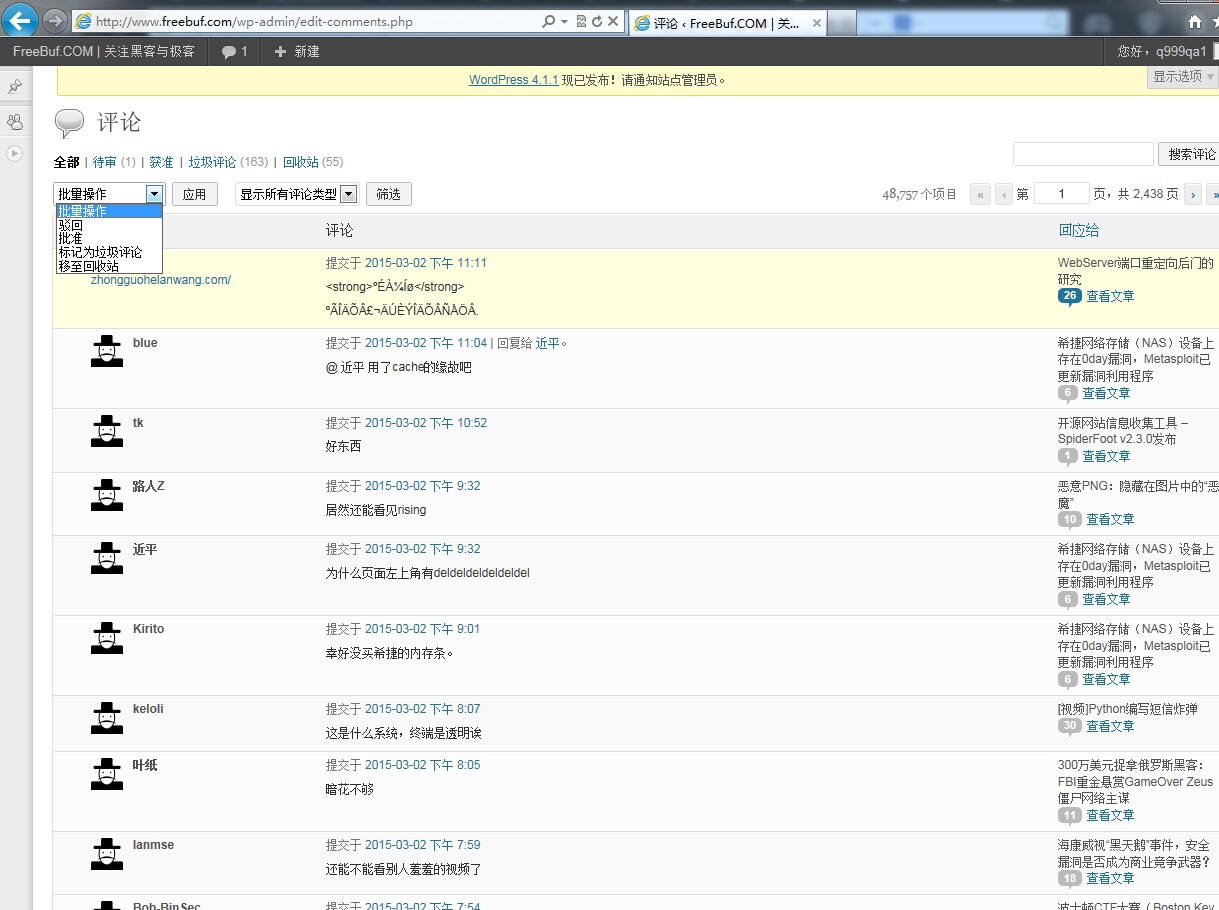 http://www.freebuf.com/wp-admin/edit-comments.php
评论 ‹ FreeBuf.COM | 关...
FreeBuf.COM | 关注黑客与极客
1
新建
您好，q999qa1
WordPress 4.1.1 现已发布！请通知站点管理员。
显示选项
评论
全部 | 待审 (1) | 获准 | 垃圾评论 (163) | 回收站 (55)
搜索评论
批量操作
应用
显示所有评论类型
筛选
48,757 个项目 « ‹ 第 1 页，共 2,438 页 › »
批量操作
驳回
批准
标记为垃圾评论
移至回收站
评论
回应给
zhongguohelanwang.com/
提交于 2015-03-02 下午 11:11
<strong>ºÉÀ¼Íø</strong>
ºÃÎÄÕÂ£¬ÄÚÈÝÎÄÕÂÑÀÖÂ.
WebServer端口重定向后门的
研究
26 查看文章
blue
提交于 2015-03-02 下午 11:04 | 回复给 近平。
@ 近平 用了cache的缘故吧
希捷网络存储（NAS）设备上
存在0day漏洞，Metasploit已
更新漏洞利用程序
6 查看文章
tk
提交于 2015-03-02 下午 10:52
好东西
开源网站信息收集工具 –
SpiderFoot v2.3.0发布
1 查看文章
路人Z
提交于 2015-03-02 下午 9:32
居然还能看见rising
恶意PNG：隐藏在图片中的“恶
魔”
10 查看文章
近平
提交于 2015-03-02 下午 9:32
为什么页面左上角有deldeldeldeldeldel
希捷网络存储（NAS）设备上
存在0day漏洞，Metasploit已
更新漏洞利用程序
6 查看文章
Kirito
提交于 2015-03-02 下午 9:01
幸好没买希捷的内存条。
希捷网络存储（NAS）设备上
存在0day漏洞，Metasploit已
更新漏洞利用程序
6 查看文章
keloli
提交于 2015-03-02 下午 8:07
这是什么系统，终端是透明诶
[视频]Python编写短信炸弹
30 查看文章
叶纸
提交于 2015-03-02 下午 8:05
暗花不够
300万美元捉拿俄罗斯黑客：
FBI重金悬赏GameOver Zeus
僵尸网络主谋
11 查看文章
lanmse
提交于 2015-03-02 下午 7:59
还能不能看别人羞羞的视频了
海康威视“黑天鹅”事件，安全
漏洞是否成为商业竞争武器？
18 查看文章
Bob-BinSec
提交于 2015-03-02 下午 7:54
波士顿CTF大赛（Boston Key